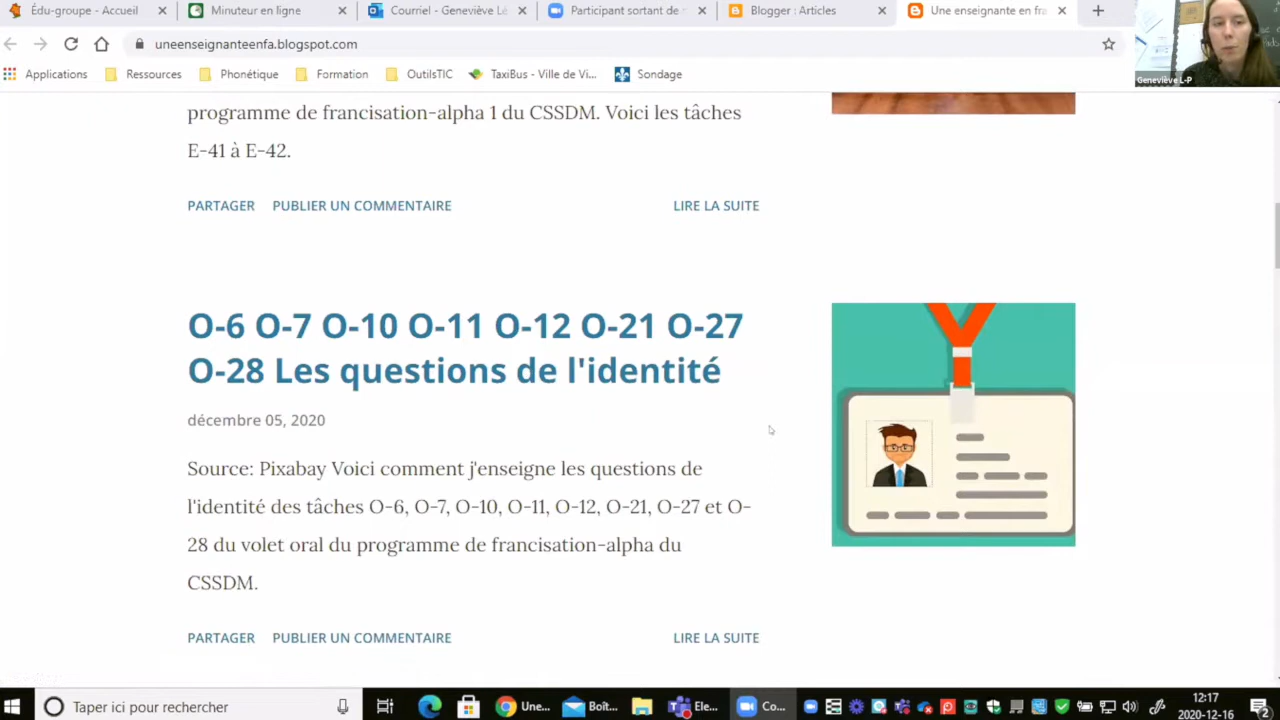 Édu-groupe - Accueil
Minuteur en ligne
Courriel - Geneviève Lé
Participant sortant de
Blogger : Articles
Une enseignante en fra
uneenseignanteenfa.blogspot.com
Geneviève L-P
Applications
Ressources
Phonétique
Formation
OutilsTIC
TaxiBus - Ville de Vi...
Sondage
programme de francisation-alpha 1 du CSSDM. Voici les tâches
E-41 à E-42.
PARTAGER PUBLIER UN COMMENTAIRE LIRE LA SUITE
O-6 O-7 O-10 O-11 O-12 O-21 O-27
O-28 Les questions de l'identité
décembre 05, 2020
Source: Pixabay Voici comment j'enseigne les questions de
l'identité des tâches O-6, O-7, O-10, O-11, O-12, O-21, O-27 et O-
28 du volet oral du programme de francisation-alpha du
CSSDM.
PARTAGER PUBLIER UN COMMENTAIRE LIRE LA SUITE
Taper ici pour rechercher
Une...
Boît...
Ele...
Co...
12:17
2020-12-16